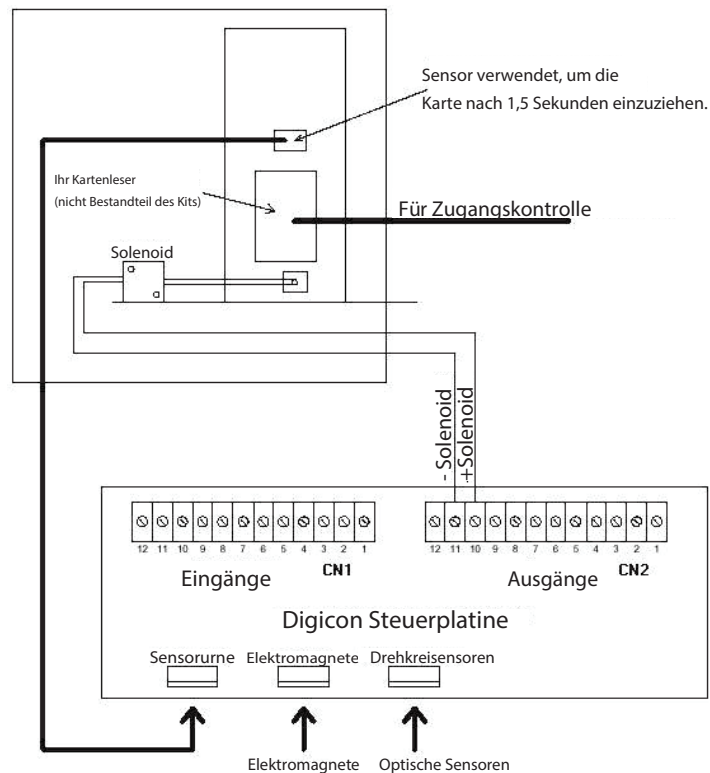 Sensor verwendet, um die
Karte nach 1,5 Sekunden einzuziehen.
Ihr Kartenleser
(nicht Bestandteil des Kits)
Für Zugangskontrolle
Solenoid
- Solenoid
+Solenoid
12 11 10 9 8 7 6 5 4 3 2 1
12 11 10 9 8 7 6 5 4 3 2 1
Eingänge CN1
Ausgänge CN2
Digicon Steuerplatine
Sensorurne Elektromagnete Drehkreisensoren
Elektromagnete Optische Sensoren